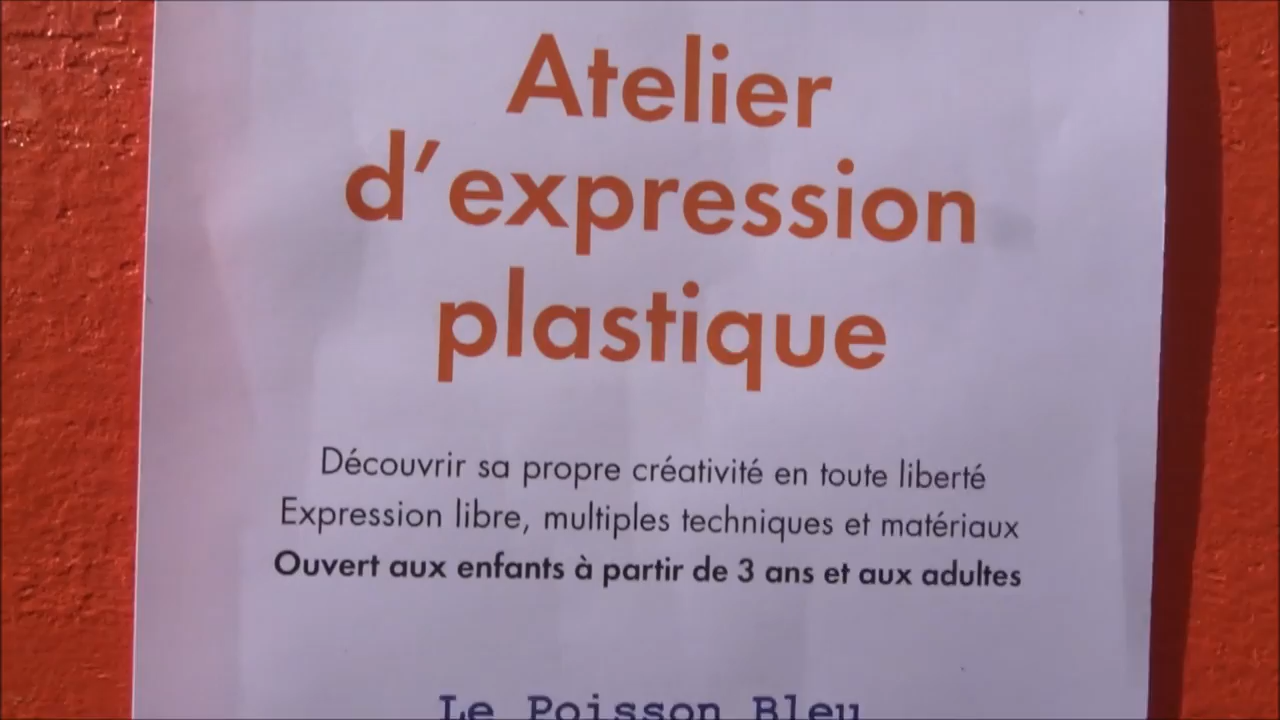 Atelier
d'expression
plastique
Découvrir sa propre créativité en toute liberté
Expression libre, multiples techniques et matériaux
Ouvert aux enfants à partir de 3 ans et aux adultes
Le Poisson Bleu